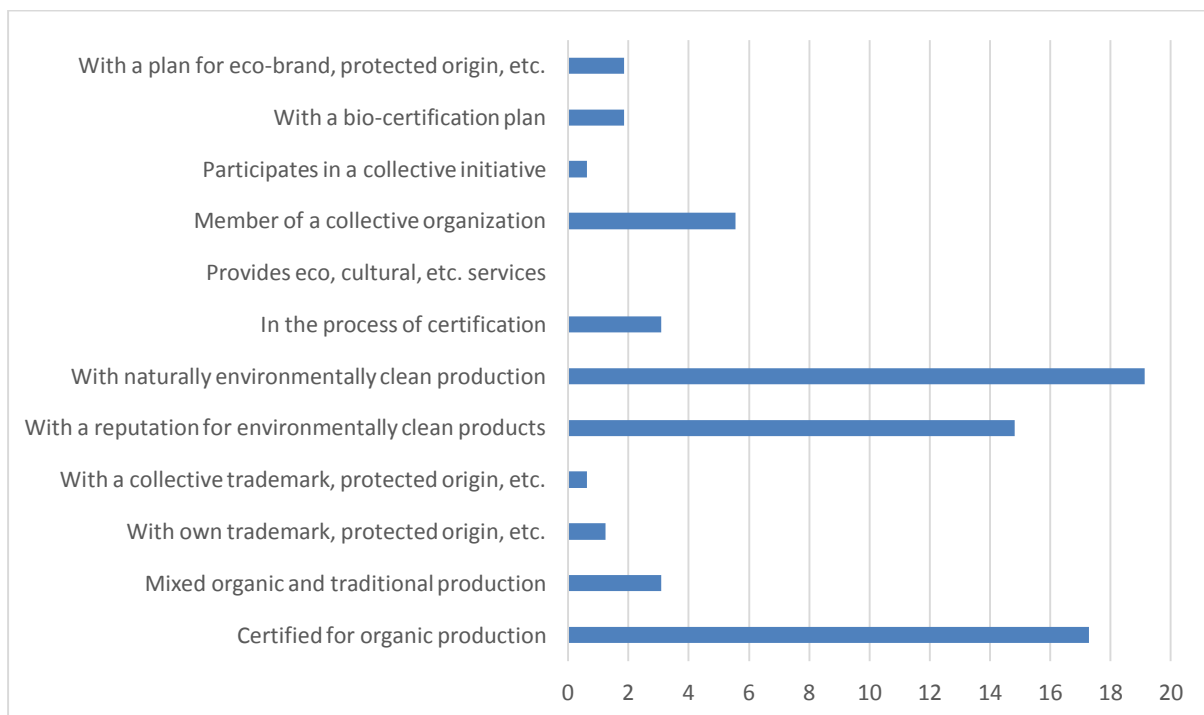 With a plan for eco-brand, protected origin, etc.
With a bio-certification plan
Participates in a collective initiative
Member of a collective organization
Provides eco, cultural, etc. services
In the process of certification
With naturally environmentally clean production
With a reputation for environmentally clean products
With a collective trademark, protected origin, etc.
With own trademark, protected origin, etc.
Mixed organic and traditional production
Certified for organic production
0 2 4 6 8 10 12 14 16 18 20